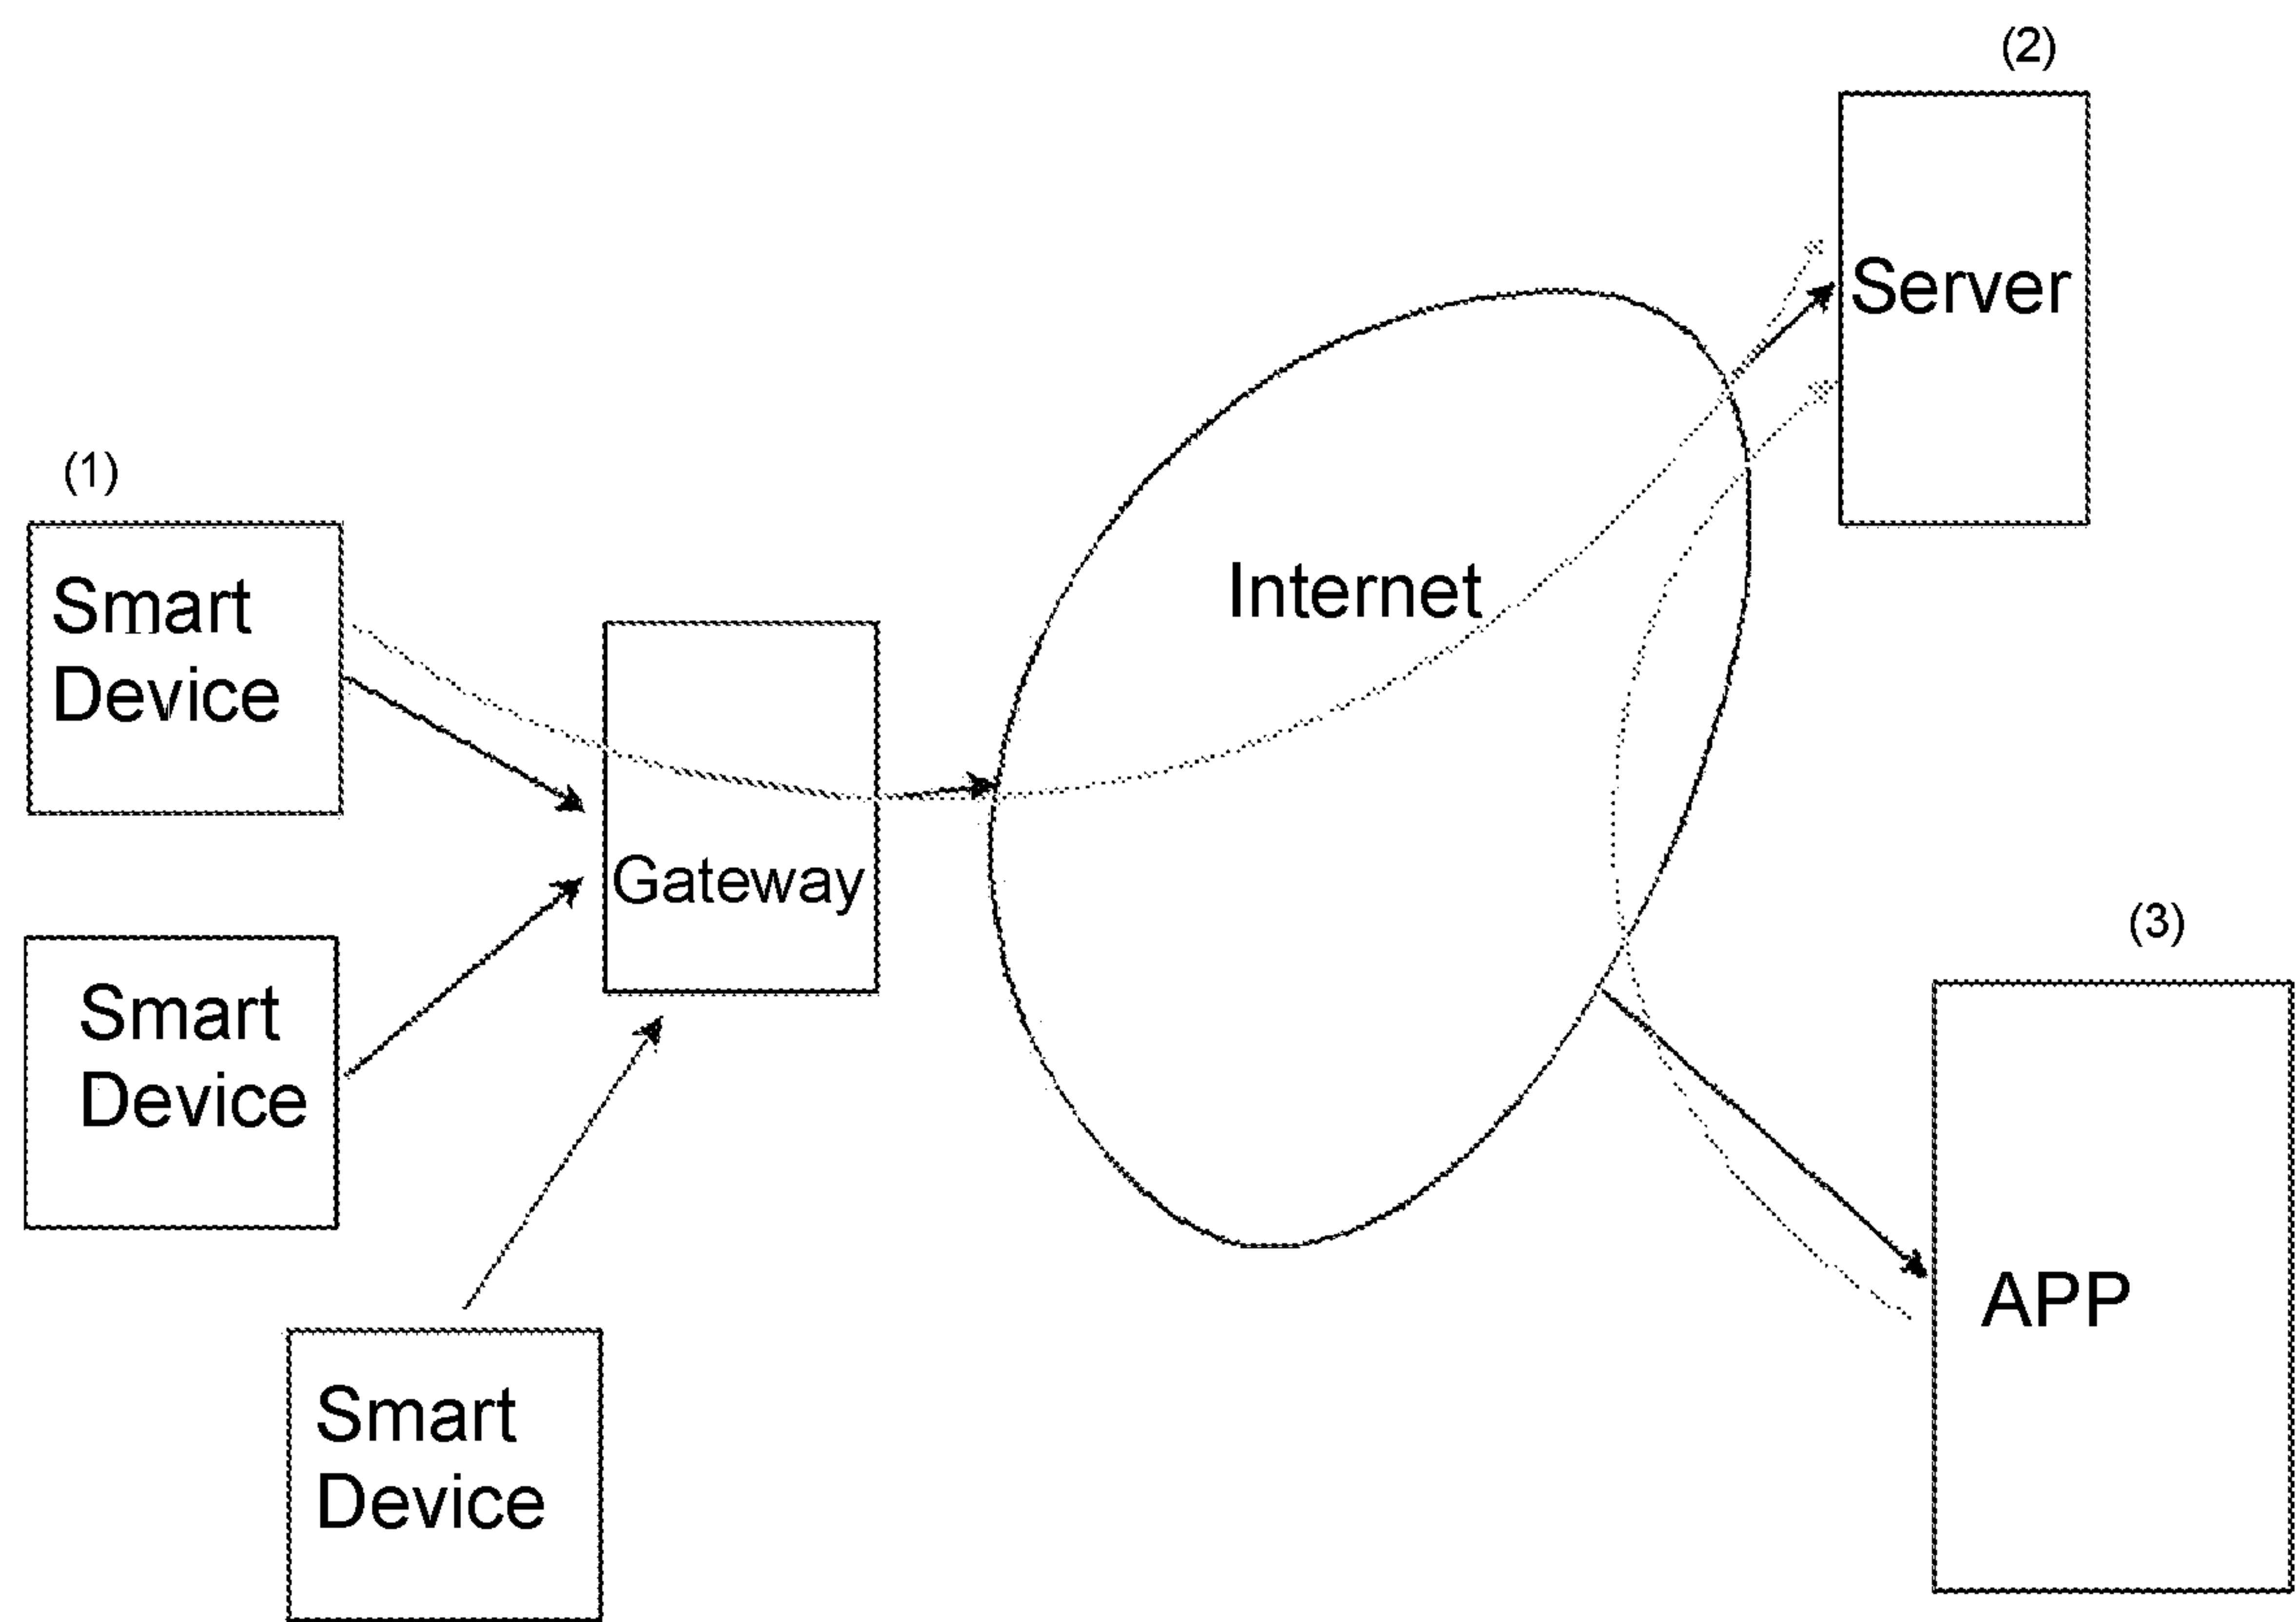 (2)
Server
(1)
Smart
Device
Internet
Gateway
(3)
Smart
Device
APP
Smart
Device